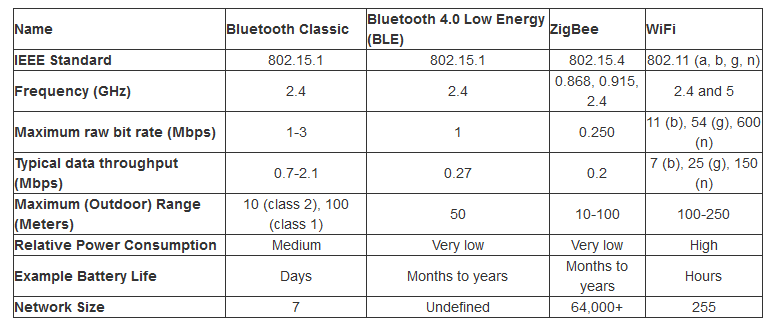 Name Bluetooth Classic Bluetooth 4.0 Low Energy (BLE) ZigBee WiFi
IEEE Standard 802.15.1 802.15.1 802.15.4 802.11 (a, b, g, n)
Frequency (GHz) 2.4 2.4 0.868, 0.915, 2.4 2.4 and 5
Maximum raw bit rate (Mbps) 1-3 1 0.250 11 (b), 54 (g), 600 (n)
Typical data throughput (Mbps) 0.7-2.1 0.27 0.2 7 (b), 25 (g), 150 (n)
Maximum (Outdoor) Range (Meters) 10 (class 2), 100 (class 1) 50 10-100 100-250
Relative Power Consumption Medium Very low Very low High
Example Battery Life Days Months to years Months to years Hours
Network Size 7 Undefined 64,000+ 255